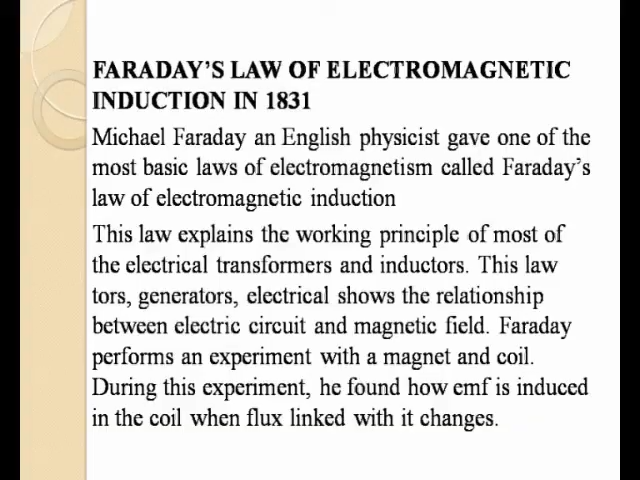 FARADAY'S LAW OF ELECTROMAGNETIC
INDUCTION IN 1831
Michael Faraday an English physicist gave one of the
most basic laws of electromagnetism called Faraday's
law of electromagnetic induction
This law explains the working principle of most of
the electrical transformers and inductors. This law
tors, generators, electrical shows the relationship
between electric circuit and magnetic field. Faraday
performs an experiment with a magnet and coil.
During this experiment, he found how emf is induced
in the coil when flux linked with it changes.